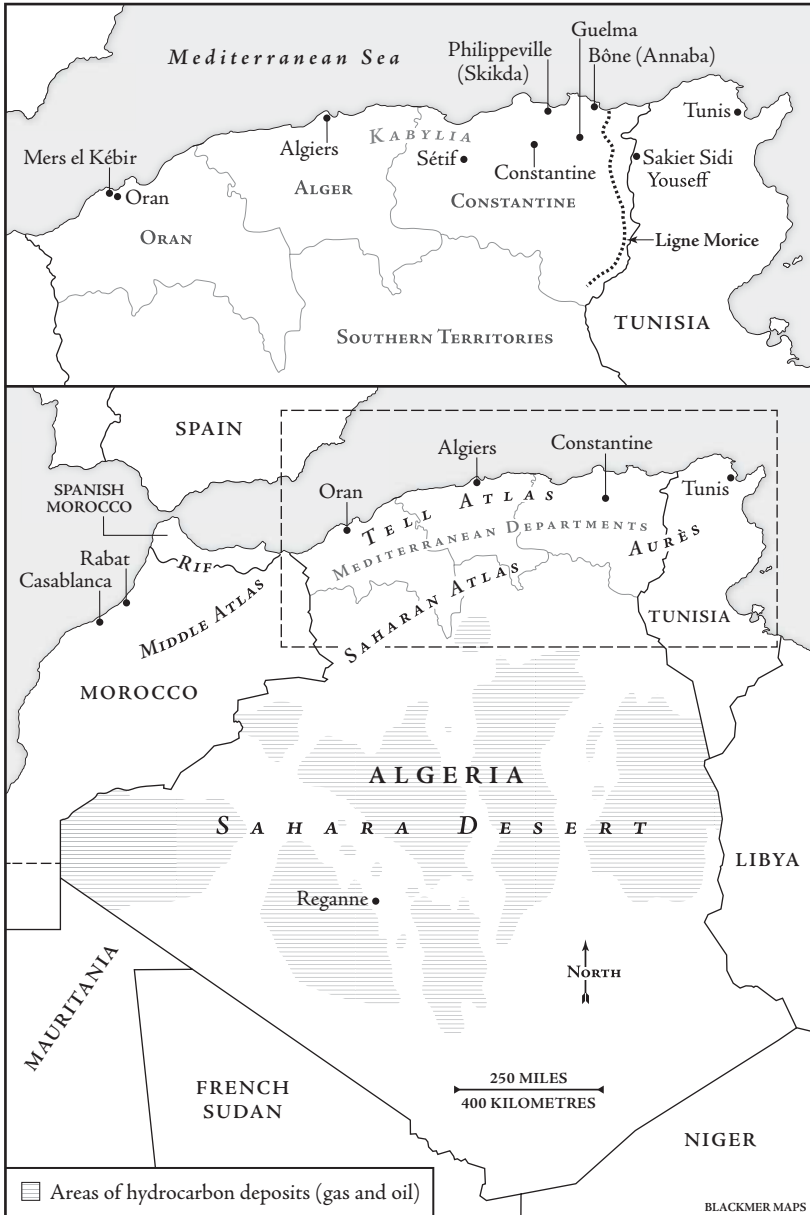 Guelma
Mediterranean Sea
Philippeville
(Skikda)
Bône (Annaba)
Tunis
Kabylia
Algiers
Mers el Kébir
Sétif
Constantine
Sakiet Sidi
Youseff
Oran
Alger
Constantine
Oran
Ligne Morice
Southern Territories
TUNISIA
SPAIN
Algiers
Constantine
SPANISH
MOROCCO
Oran
Tunis
Tell Atlas
Mediterranean Departments
Aurès
Rabat
Rif
Casablanca
Middle Atlas
Saharan Atlas
TUNISIA
MOROCCO
ALGERIA
Sahara Desert
LIBYA
Reganne
North
MAURITANIA
250 MILES
400 KILOMETRES
FRENCH
SUDAN
NIGER
Areas of hydrocarbon deposits (gas and oil)
BLACKMER MAPS